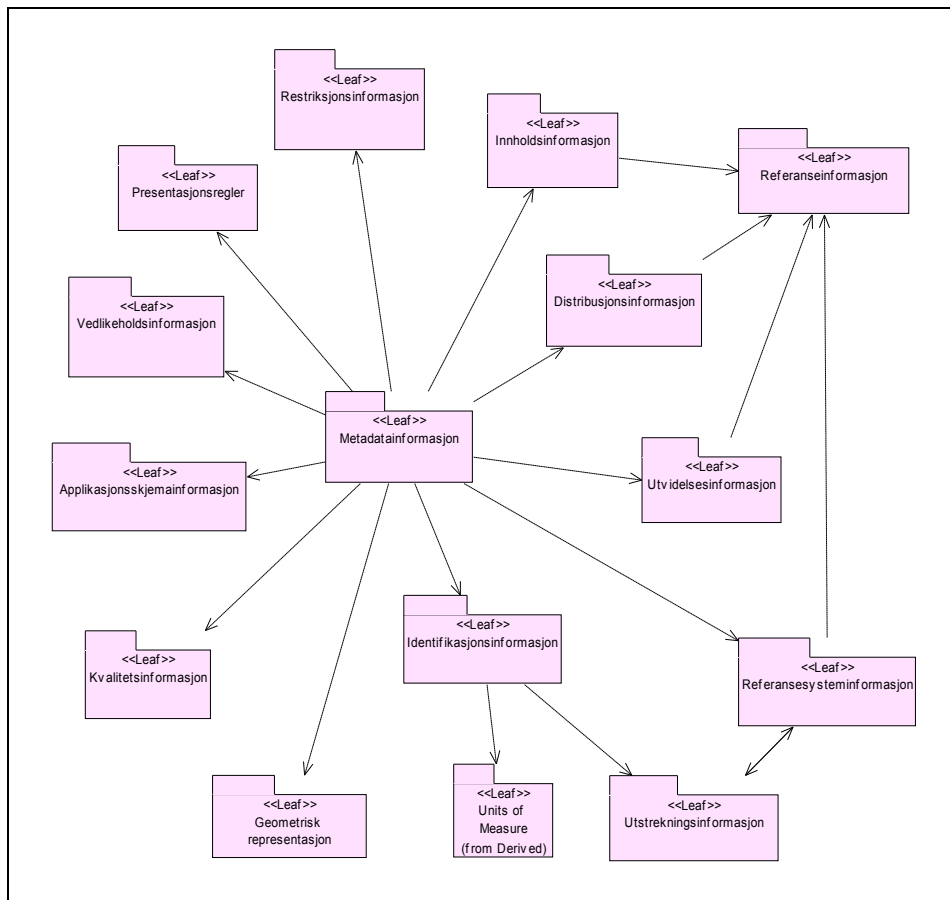 <<Leaf>>
Restriksjonsinformasjon
<<Leaf>>
Innholdsinformasjon
<<Leaf>>
Referanseinformasjon
<<Leaf>>
Presentasjonsregler
<<Leaf>>
Vedlikeholdsinformasjon
<<Leaf>>
Distribusjonsinformasjon
<<Leaf>>
Metadatainformasjon
<<Leaf>>
Applikasjonsskjemainformasjon
<<Leaf>>
Utvidelsesinformasjon
<<Leaf>>
Identifikasjonsinformasjon
<<Leaf>>
Kvalitetsinformasjon
<<Leaf>>
Referansesysteminformasjon
<<Leaf>>
Geometrisk
representasjon
<<Leaf>>
Units of
Measure
(from Derived)
<<Leaf>>
Utstrekningsinformasjon